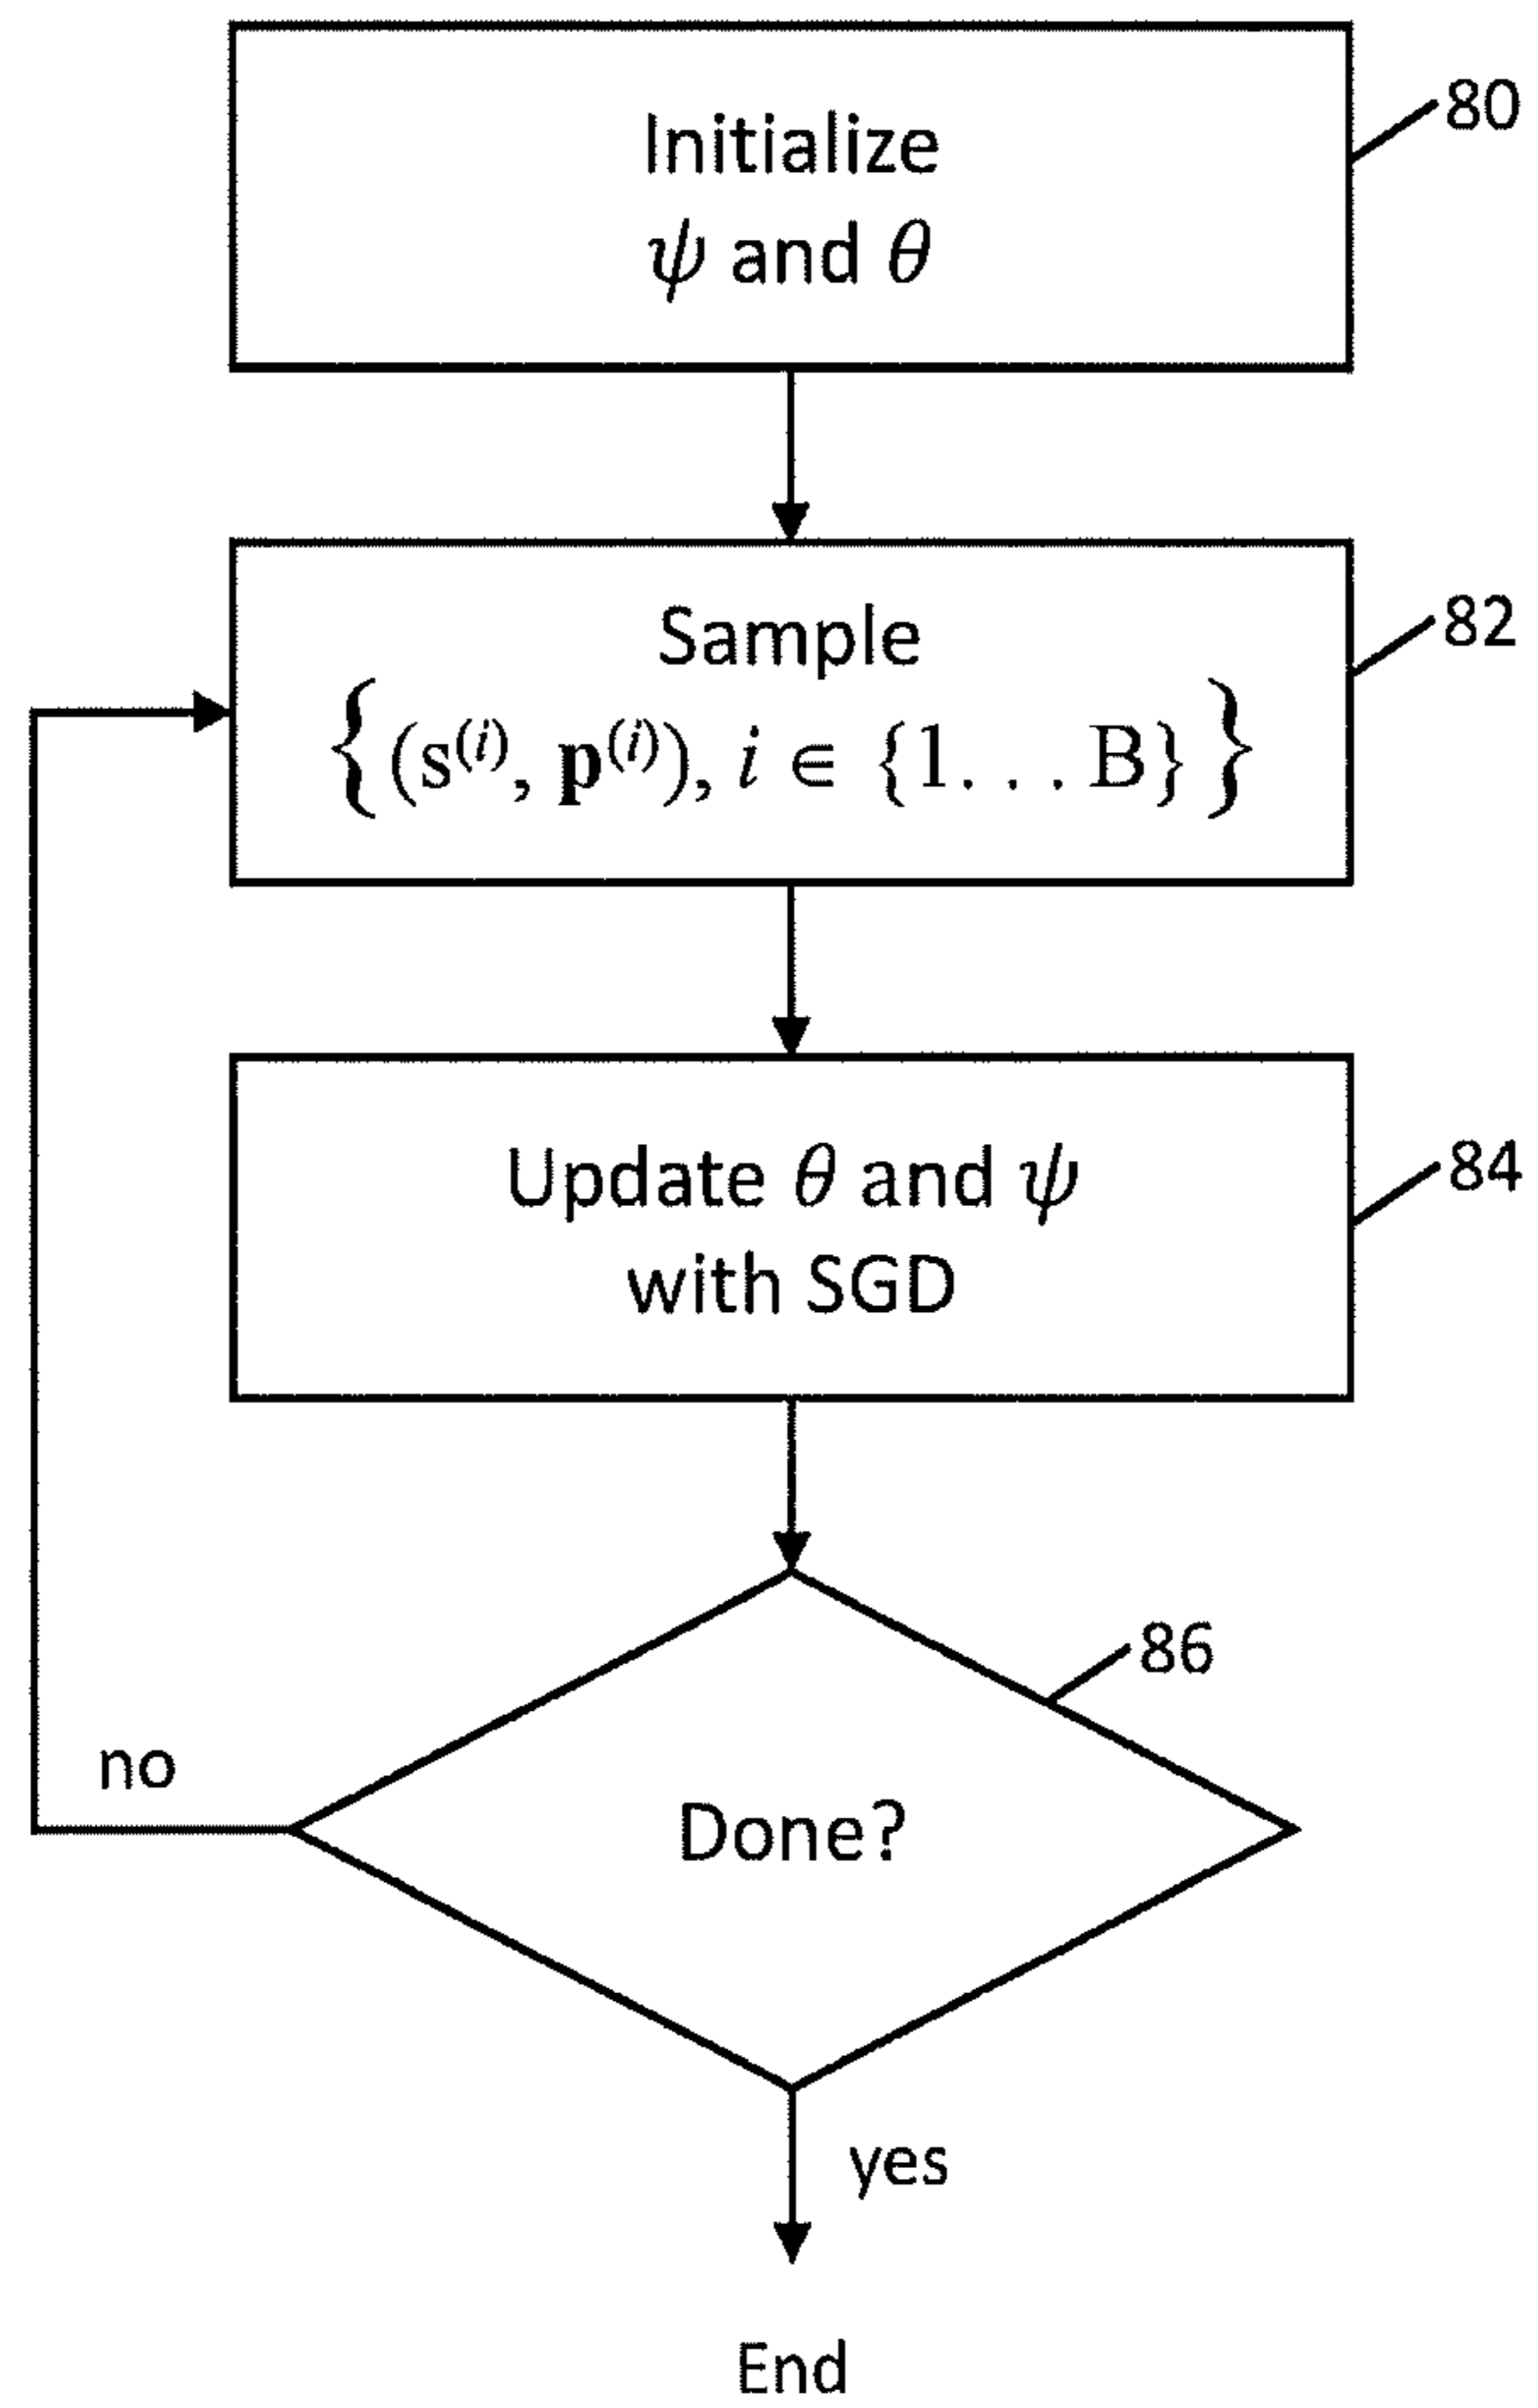 Initialize
ψ and θ
80
Sample
{(s^(i), p^(i)), i ∈ {1. . . B}}
82
Update θ and ψ
with SGD
84
86
Done?
no
yes
End